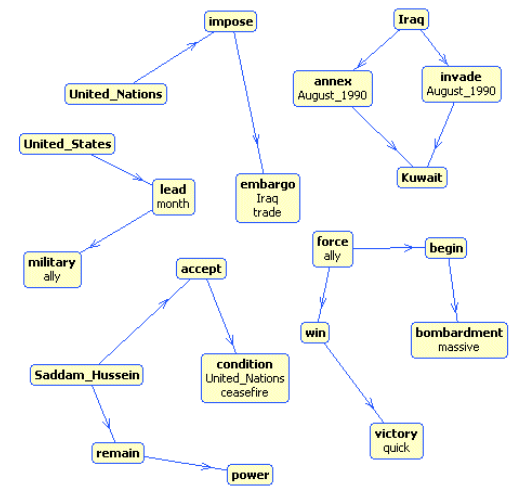 impose
Iraq
United_Nations
annex
August_1990
invade
August_1990
United_States
Kuwait
lead
month
embargo
Iraq
trade
military
ally
accept
force
ally
begin
win
bombardment
massive
condition
United_Nations
ceasefire
Saddam_Hussein
remain
power
victory
quick